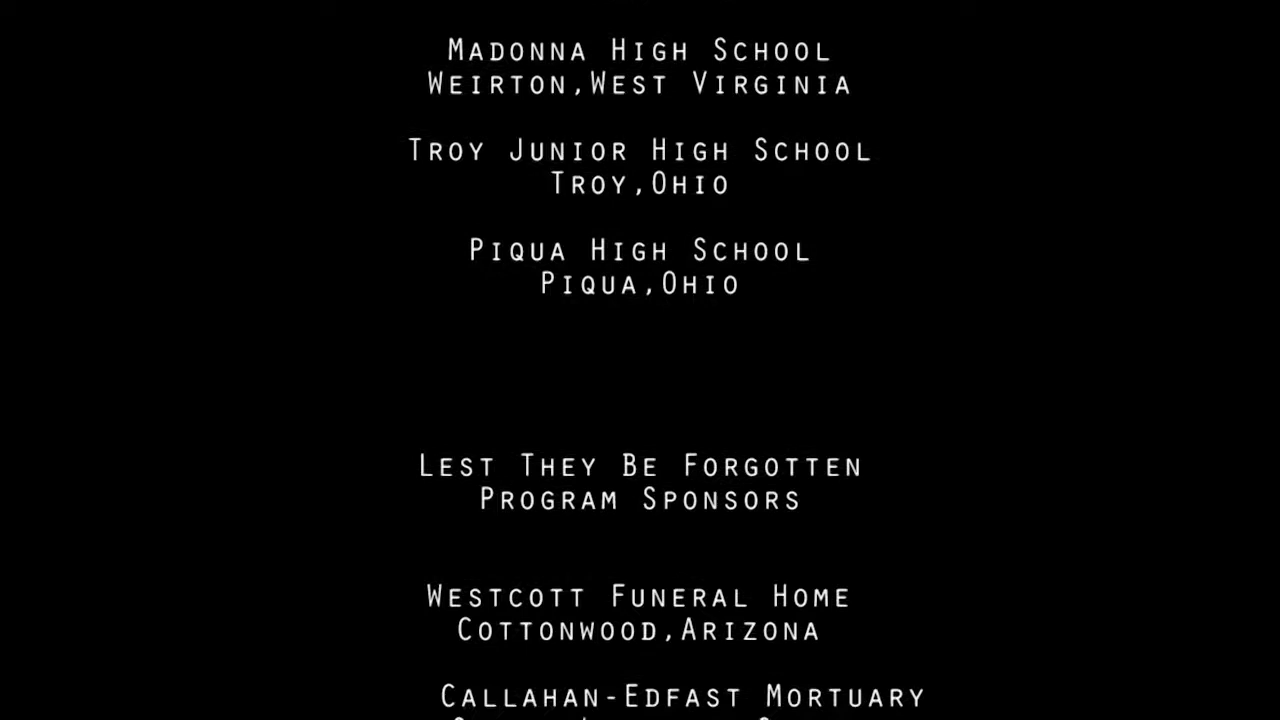 MADONNA HIGH SCHOOL
WEIRTON,WEST VIRGINIA
TROY JUNIOR HIGH SCHOOL
TROY,OHIO
PIQUA HIGH SCHOOL
PIQUA,OHIO
LEST THEY BE FORGOTTEN
PROGRAM SPONSORS
WESTCOTT FUNERAL HOME
COTTONWOOD,ARIZONA
CALLAHAN-EDFAST MORTUARY